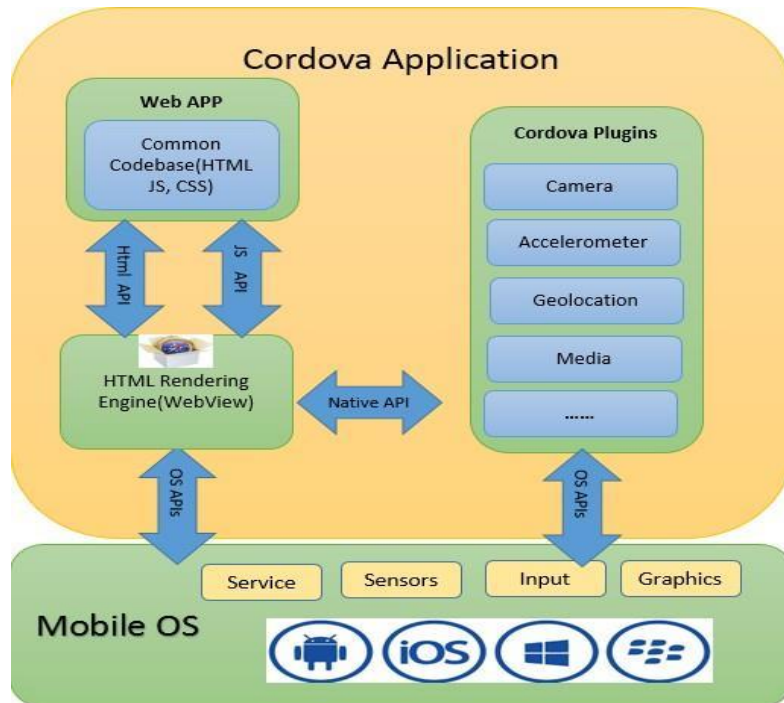 Cordova Application
Web APP
Common
Codebase(HTML
JS, CSS)
Html API
JS API
HTML Rendering
Engine(WebView)
Native API
Cordova Plugins
Camera
Accelerometer
Geolocation
Media
......
OS APIs
OS APIs
Service
Sensors
Input
Graphics
Mobile OS
iOS